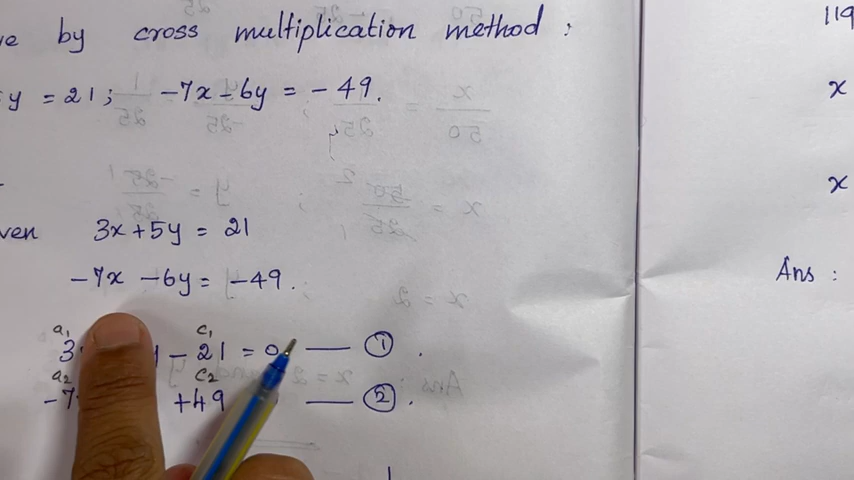 by cross multiplication method :
y = 21 ; -7x - 6y = - 49.
3x + 5y = 21
-7x - 6y = -49.
a₁ c₁
3 - 21 = 0 — ①.
a₂ c₂
-7 +49 — ②.
119
x
x
Ans :